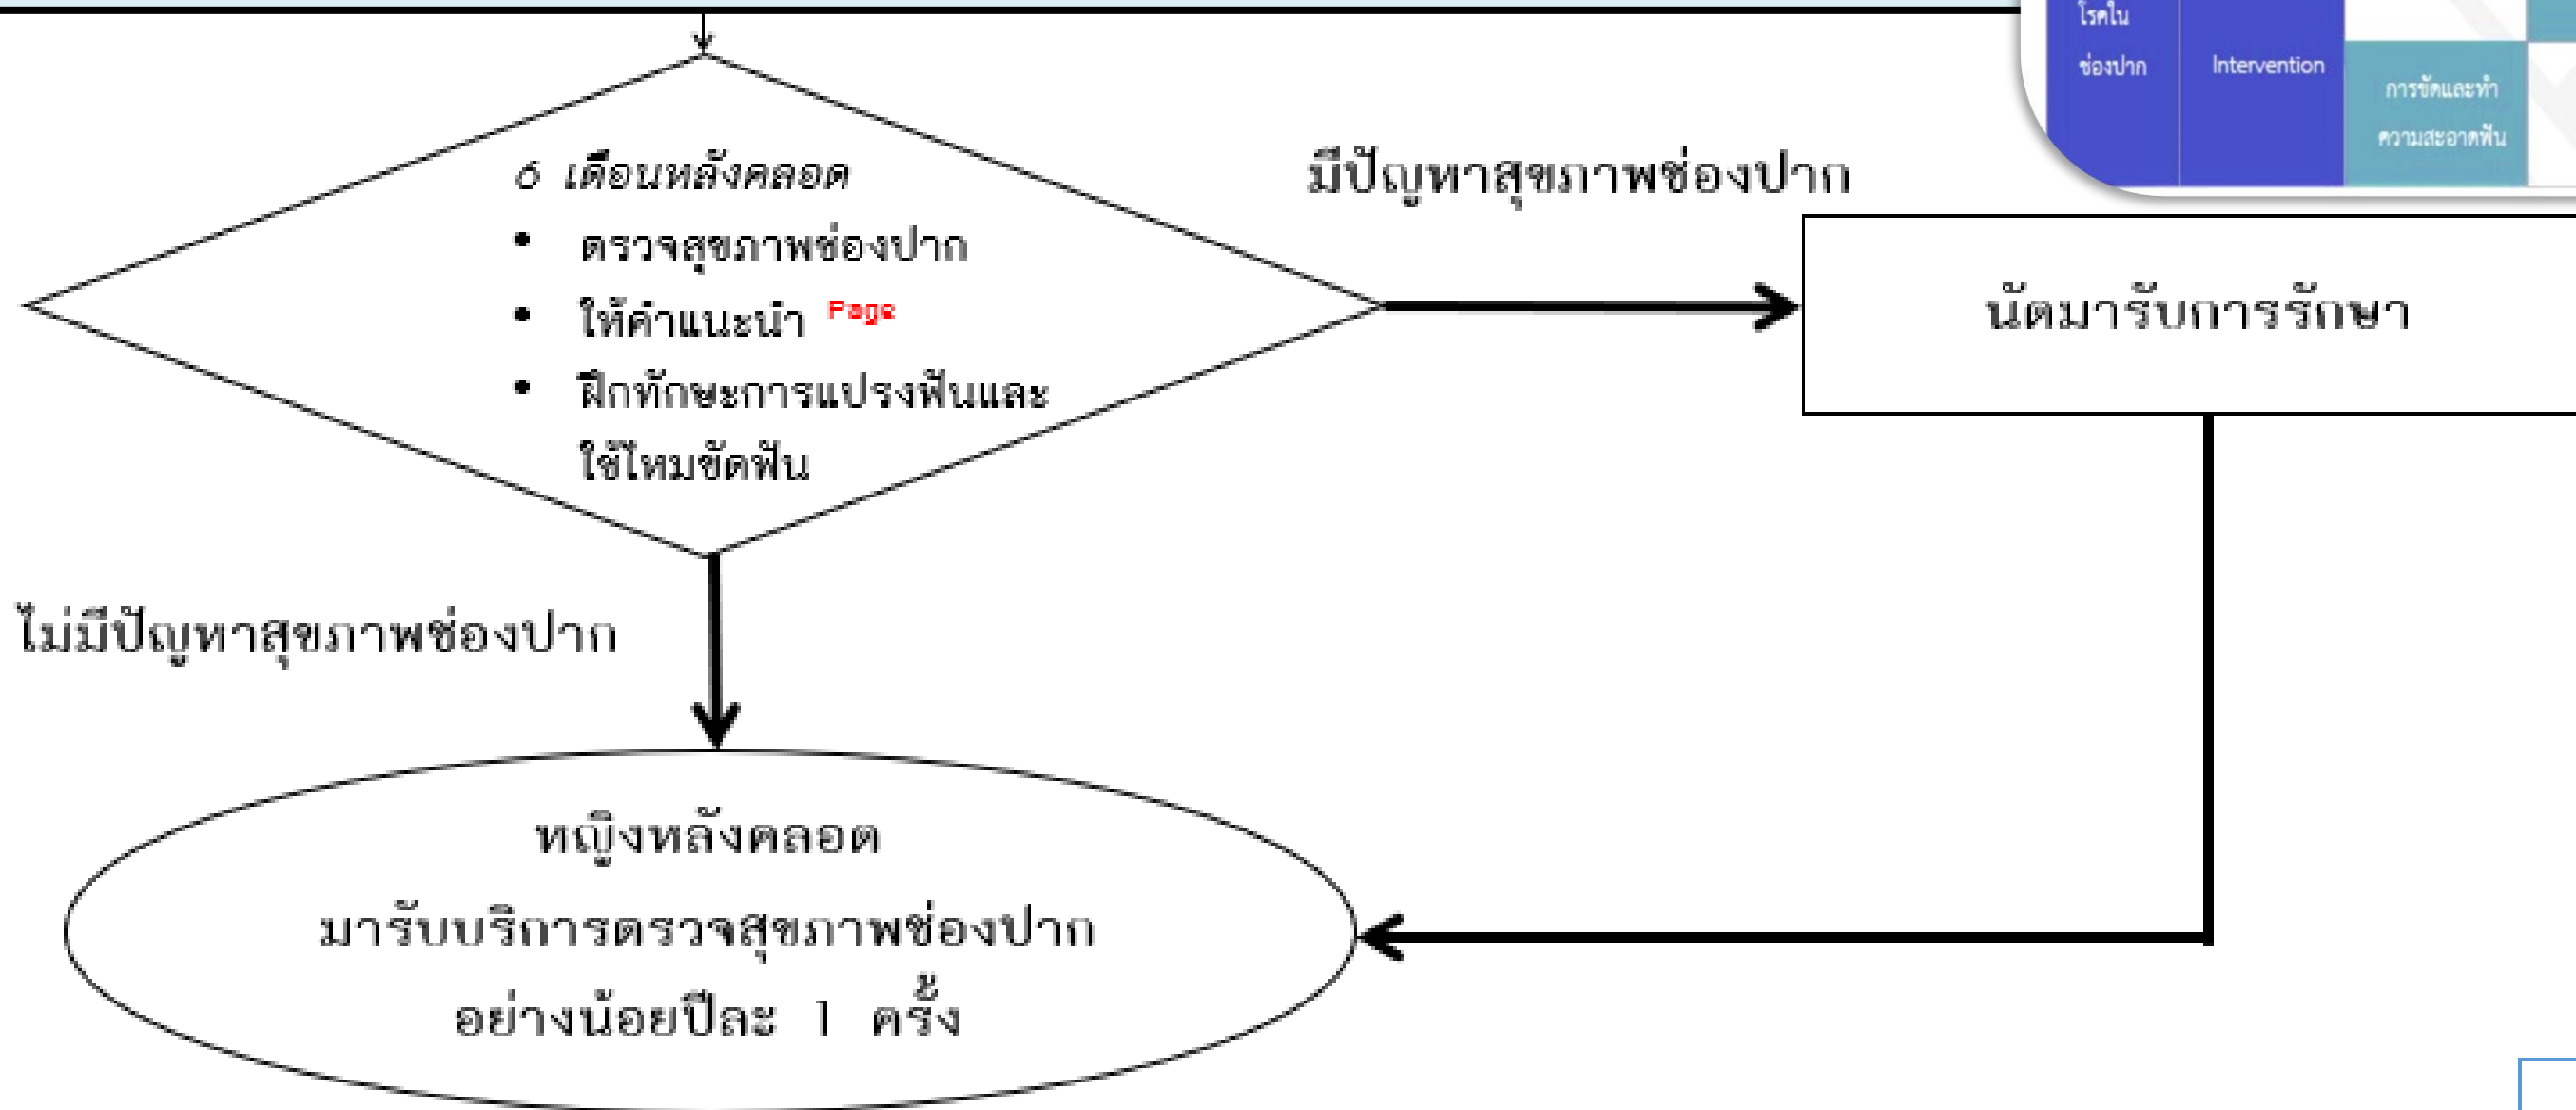 โรคใน
ช่องปาก
Intervention
การขัดและทำ
ความสะอาดฟัน
6 เดือนหลังคลอด
• ตรวจสุขภาพช่องปาก
• ให้คำแนะนำ Page
• ฝึกทักษะการแปรงฟันและ
ใช้ไหมขัดฟัน
มีปัญหาสุขภาพช่องปาก
นัดมารับการรักษา
ไม่มีปัญหาสุขภาพช่องปาก
หญิงหลังคลอด
มารับบริการตรวจสุขภาพช่องปาก
อย่างน้อยปีละ 1 ครั้ง